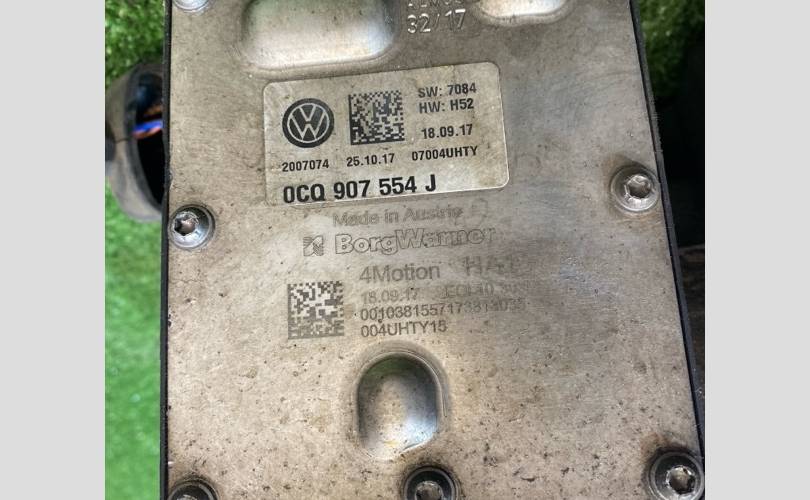 32/17
SW: 7084
HW: H52
18.09.17
2007074 25.10.17 07004UHTY
0CQ 907 554 J
Made in Austria
BorgWarner
4Motion
18.09.17
004UHTY15